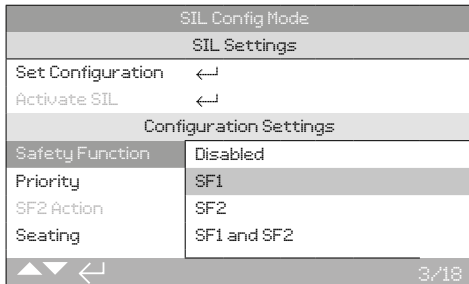 SIL Config Mode
SIL Settings
Set Configuration
Activate SIL
Configuration Settings
Safety Function Disabled
Priority SF1
SF2 Action SF2
Seating SF1 and SF2
3/18